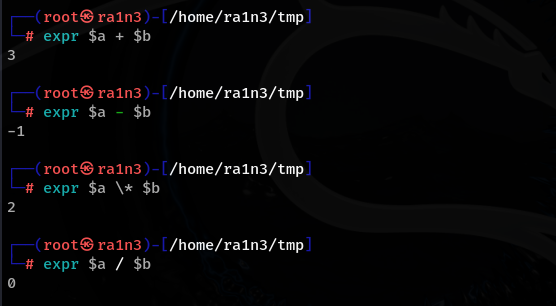 ┌──(root㉿ra1n3)-[/home/ra1n3/tmp]
└─# expr $a + $b
3
┌──(root㉿ra1n3)-[/home/ra1n3/tmp]
└─# expr $a - $b
-1
┌──(root㉿ra1n3)-[/home/ra1n3/tmp]
└─# expr $a \* $b
2
┌──(root㉿ra1n3)-[/home/ra1n3/tmp]
└─# expr $a / $b
0